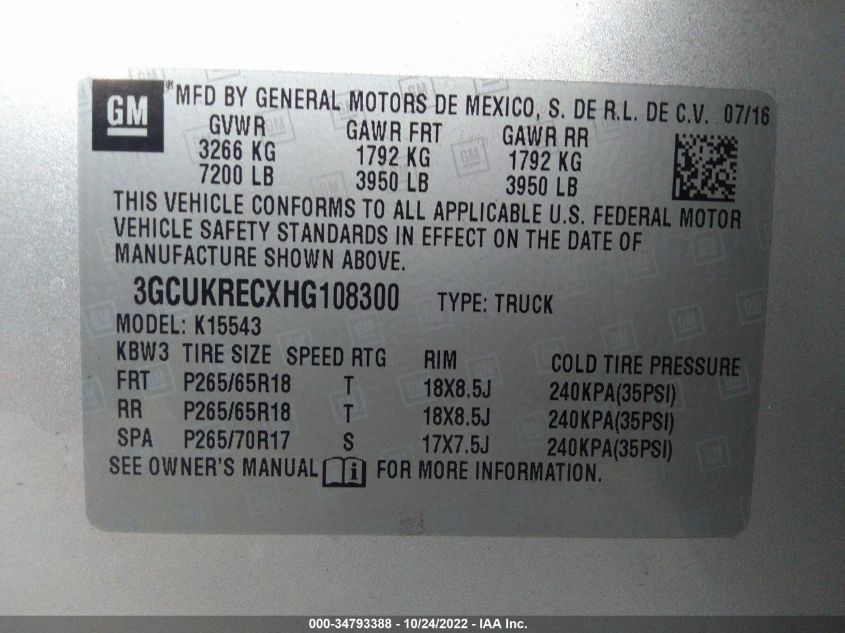 GM
MFD BY GENERAL MOTORS DE MEXICO, S. DE R.L. DE C.V. 07/16
GVWR GAWR FRT GAWR RR
3266 KG 1792 KG 1792 KG
7200 LB 3950 LB 3950 LB
THIS VEHICLE CONFORMS TO ALL APPLICABLE U.S. FEDERAL MOTOR
VEHICLE SAFETY STANDARDS IN EFFECT ON THE DATE OF
MANUFACTURE SHOWN ABOVE.
3GCUKRECXHG108300 TYPE: TRUCK
MODEL: K15543
KBW3 TIRE SIZE SPEED RTG RIM COLD TIRE PRESSURE
FRT P265/65R18 T 18X8.5J 240KPA(35PSI)
RR P265/65R18 T 18X8.5J 240KPA(35PSI)
SPA P265/70R17 S 17X7.5J 240KPA(35PSI)
SEE OWNER'S MANUAL FOR MORE INFORMATION.
000-34793388 - 10/24/2022 - IAA Inc.